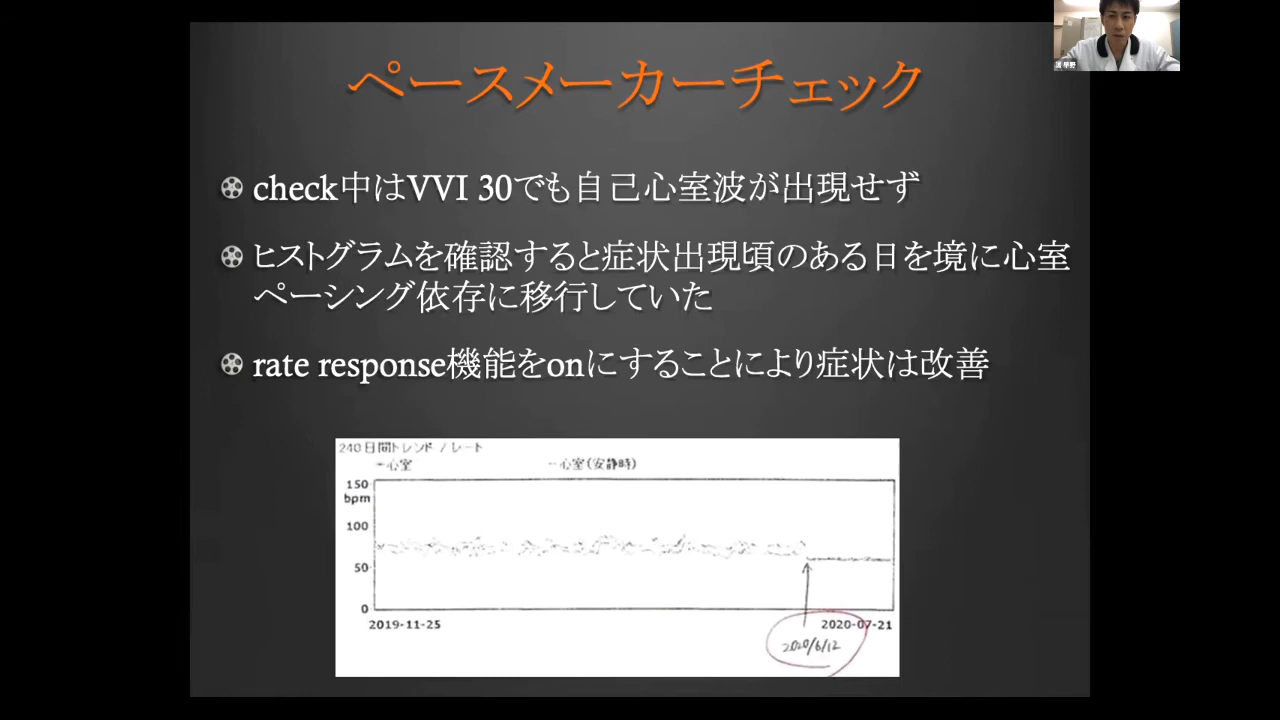 ペースメーカーチェック
check中はVVI 30でも自己心室波が出現せず
ヒストグラムを確認すると症状出現頃のある日を境に心室
ペーシング依存に移行していた
rate response機能をonにすることにより症状は改善
240日間トレンド / レート
心室
心室(安静時)
150
bpm
100
50
0
2019-11-25
2020-07-21
2020/6/12